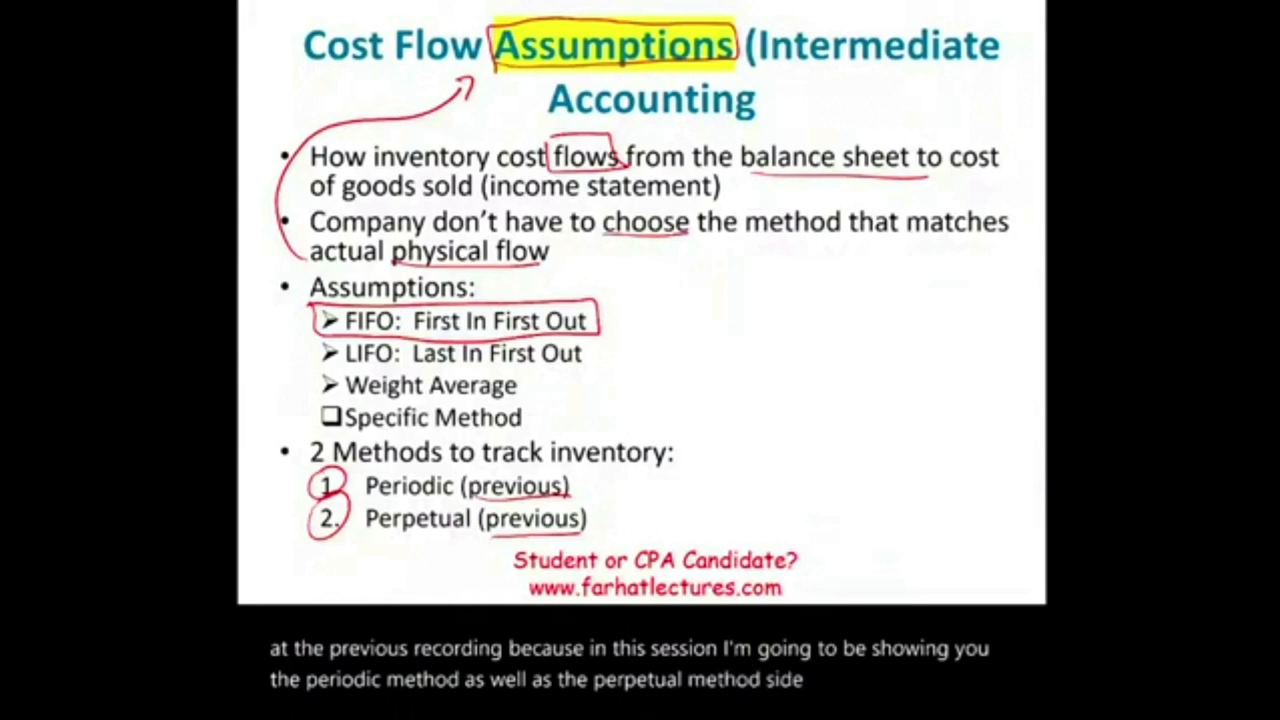 Cost Flow Assumptions (Intermediate
Accounting
• How inventory cost flows from the balance sheet to cost
of goods sold (income statement)
• Company don't have to choose the method that matches
actual physical flow
• Assumptions:
➢ FIFO: First In First Out
➢ LIFO: Last In First Out
➢ Weight Average
❑ Specific Method
• 2 Methods to track inventory:
1. Periodic (previous)
2. Perpetual (previous)
Student or CPA Candidate?
www.farhatlectures.com
at the previous recording because in this session I'm going to be showing you
the periodic method as well as the perpetual method side